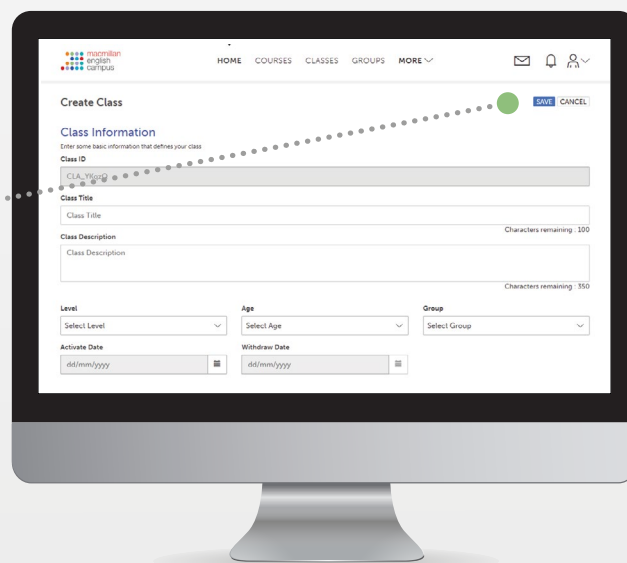 macmillan
english
campus
HOME COURSES CLASSES GROUPS MORE
Create Class
SAVE CANCEL
Class Information
Enter some basic information that defines your class
Class ID
Class Title
Class Title
Characters remaining : 100
Class Description
Class Description
Characters remaining : 350
Level Age Group
Select Level Select Age Select Group
Activate Date Withdraw Date
dd/mm/yyyy dd/mm/yyyy